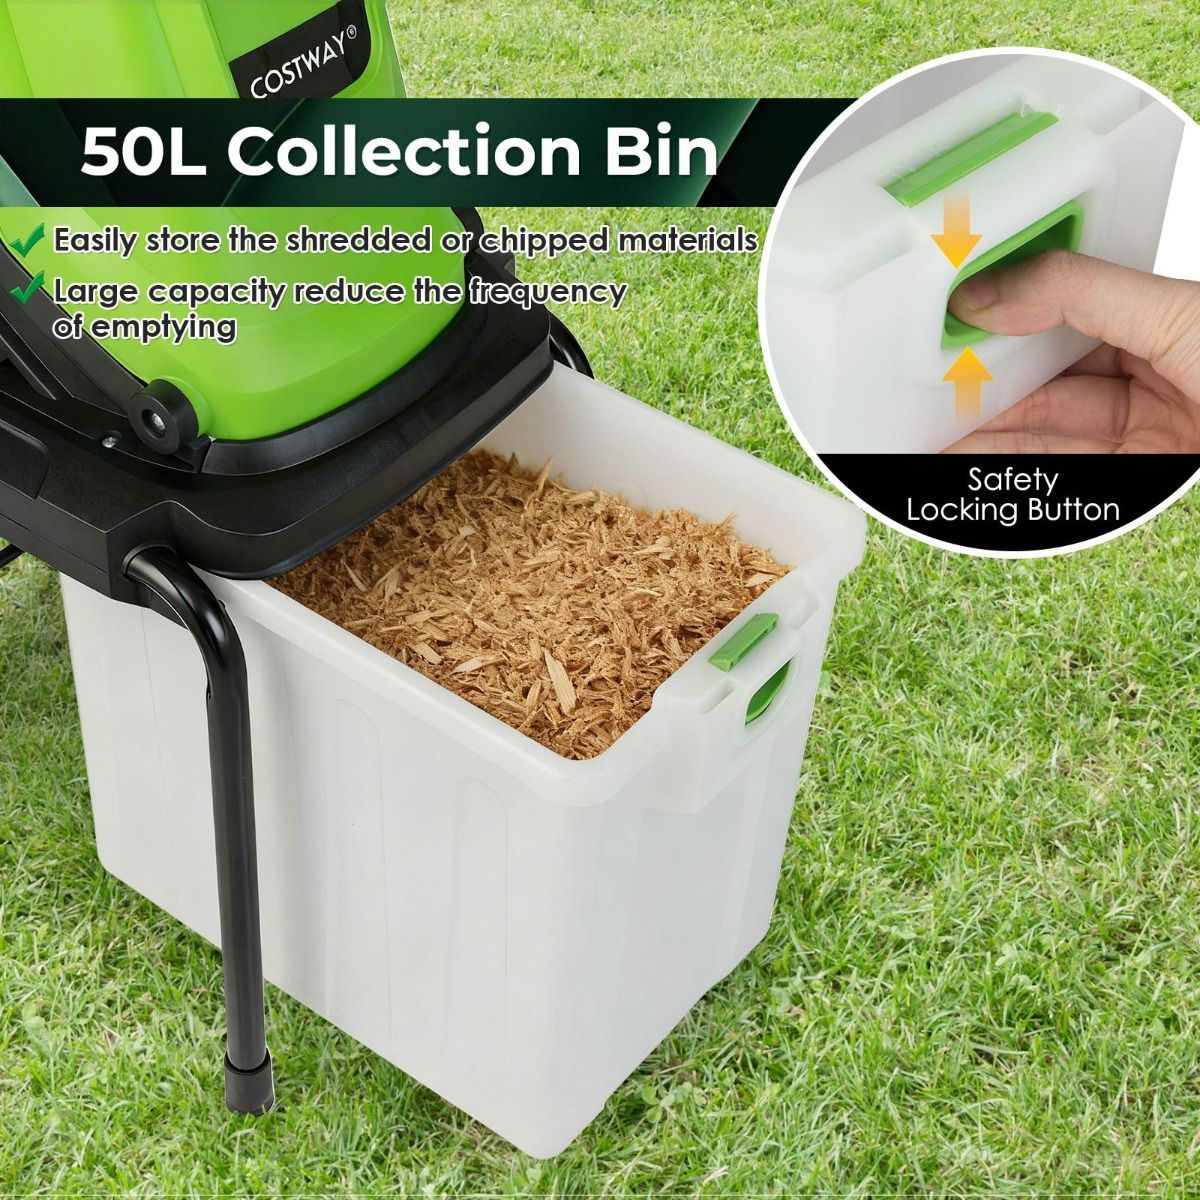 COSTWAY®
50L Collection Bin
Easily store the shredded or chipped materials
Large capacity reduce the frequency
of emptying
Safety
Locking Button